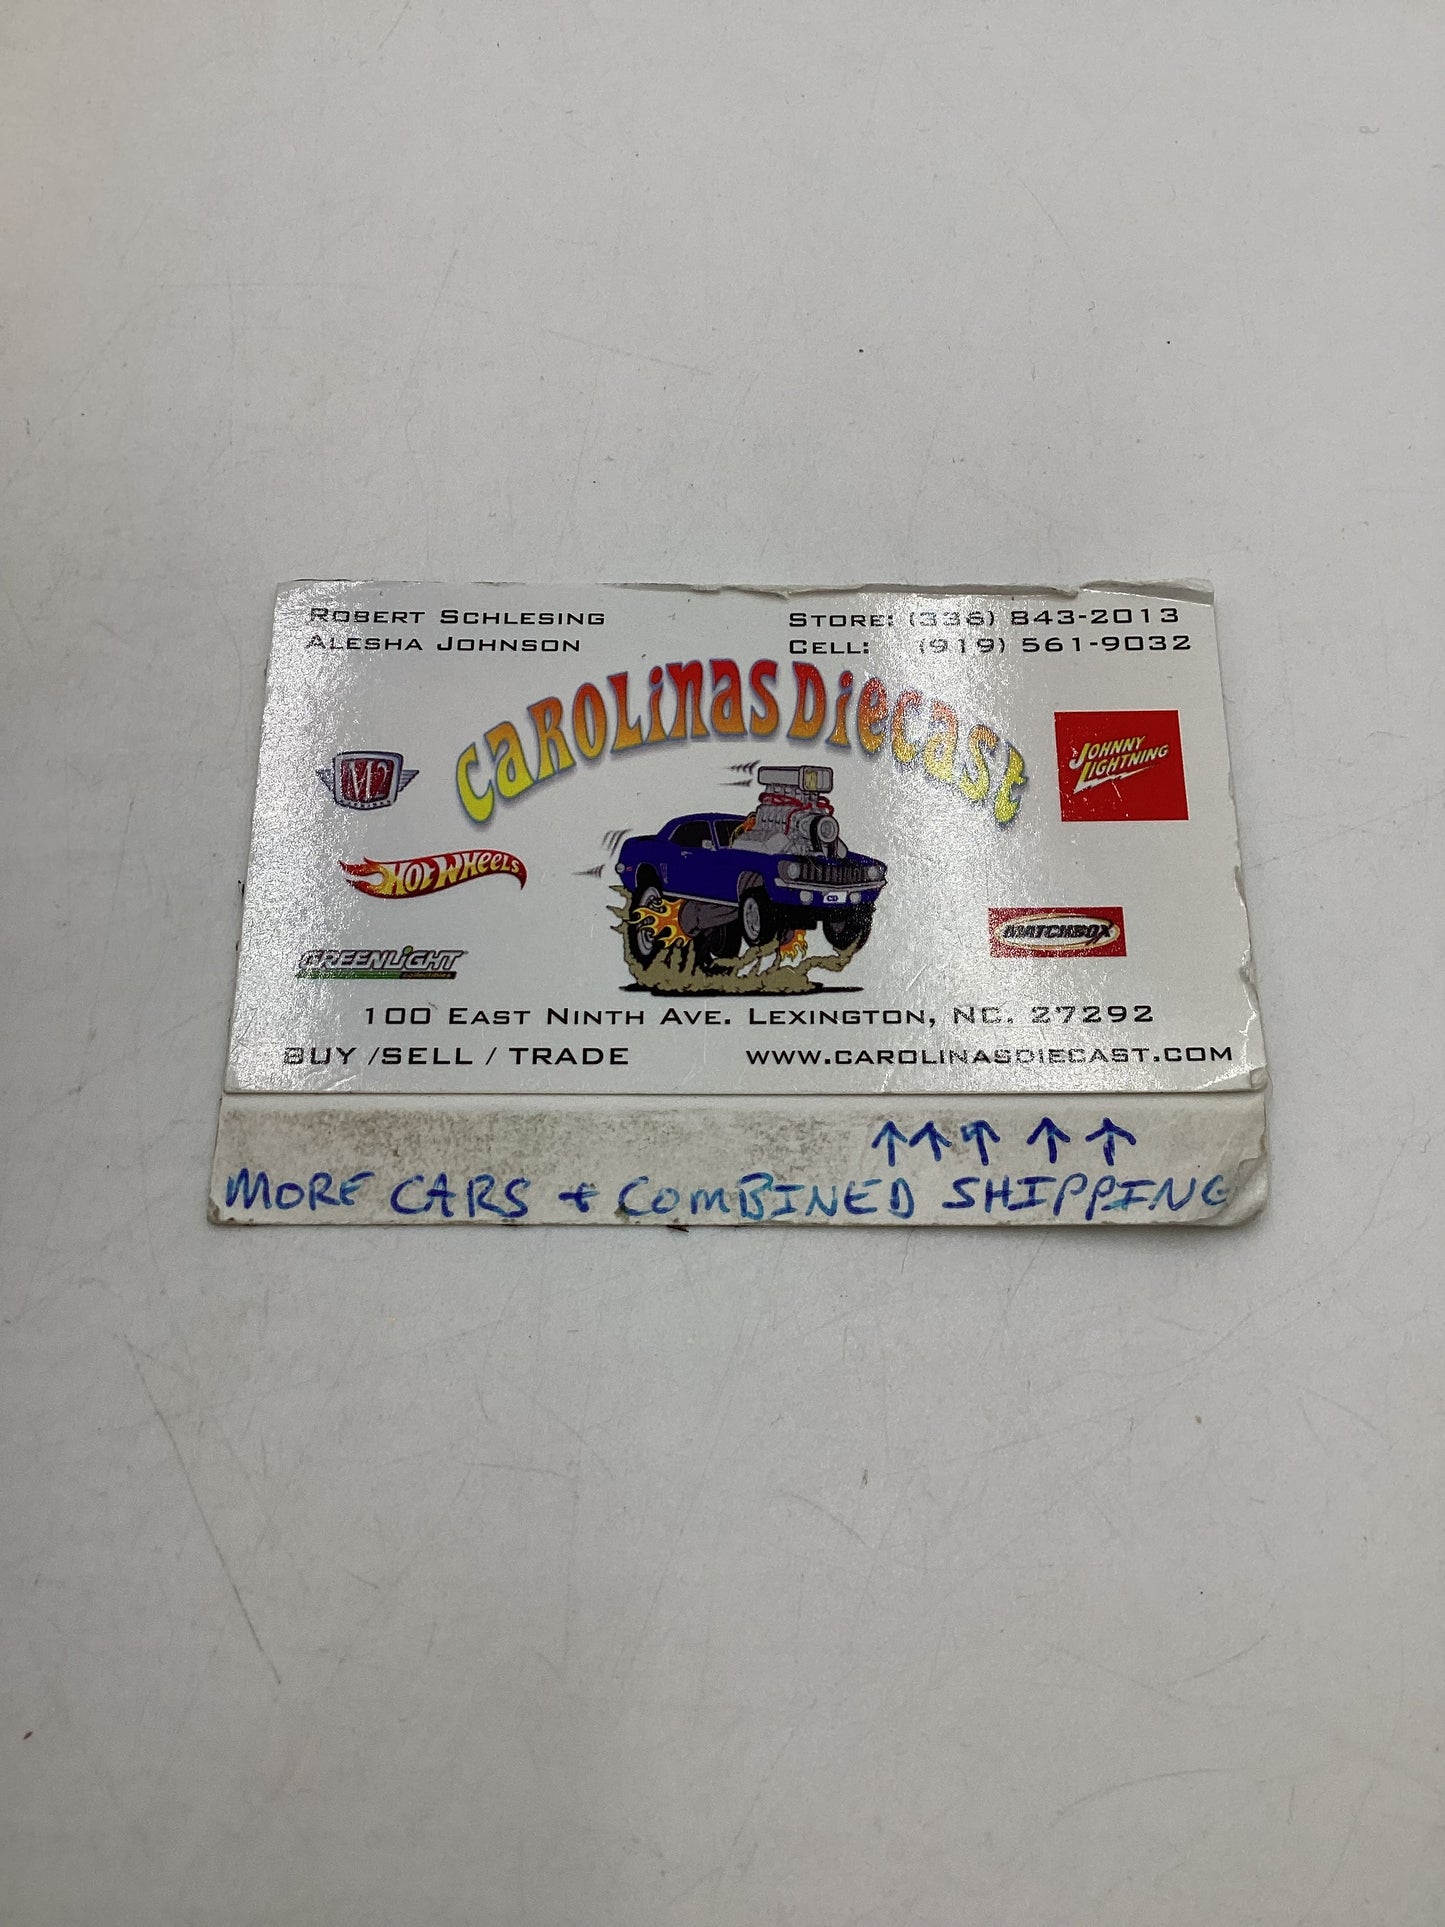 ROBERT SCHLESING
ALESHA JOHNSON
STORE: (336) 843-2013
CELL: (919) 561-9032
CAROLINAS DIECAST
M2
JOHNNY LIGHTNING
HOT WHEELS
MATCHBOX
GREENLIGHT
collectibles
CD
100 EAST NINTH AVE. LEXINGTON, NC. 27292
BUY /SELL / TRADE
WWW.CAROLINASDIECAST.COM
↑↑↑ ↑ ↑
MORE CARS + COMBINED SHIPPING